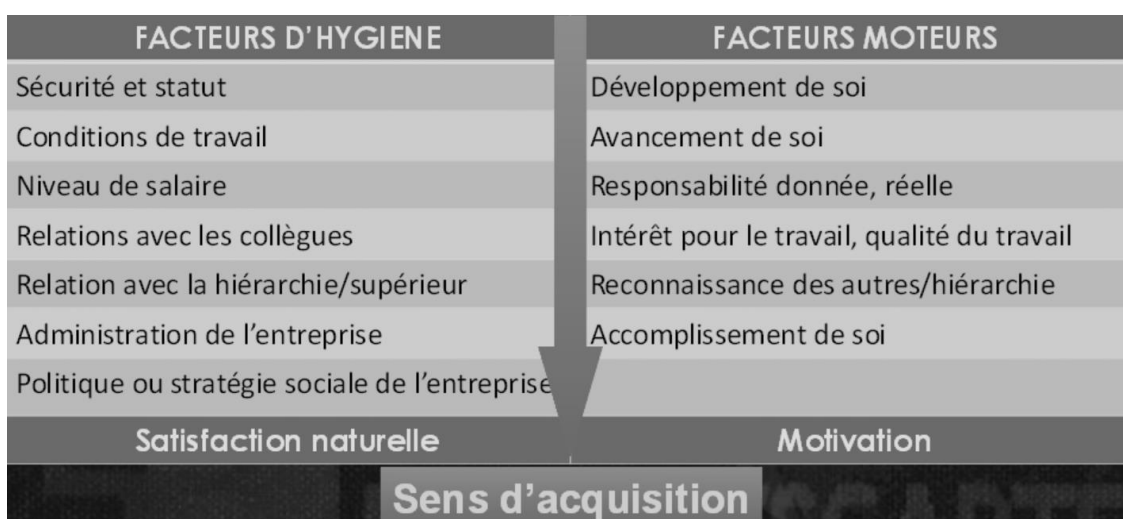 FACTEURS D'HYGIENE
FACTEURS MOTEURS
Sécurité et statut
Développement de soi
Conditions de travail
Avancement de soi
Niveau de salaire
Responsabilité donnée, réelle
Relations avec les collègues
Intérêt pour le travail, qualité du travail
Relation avec la hiérarchie/supérieur
Reconnaissance des autres/hiérarchie
Administration de l'entreprise
Accomplissement de soi
Politique ou stratégie sociale de l'entreprise
Satisfaction naturelle
Motivation
Sens d'acquisition